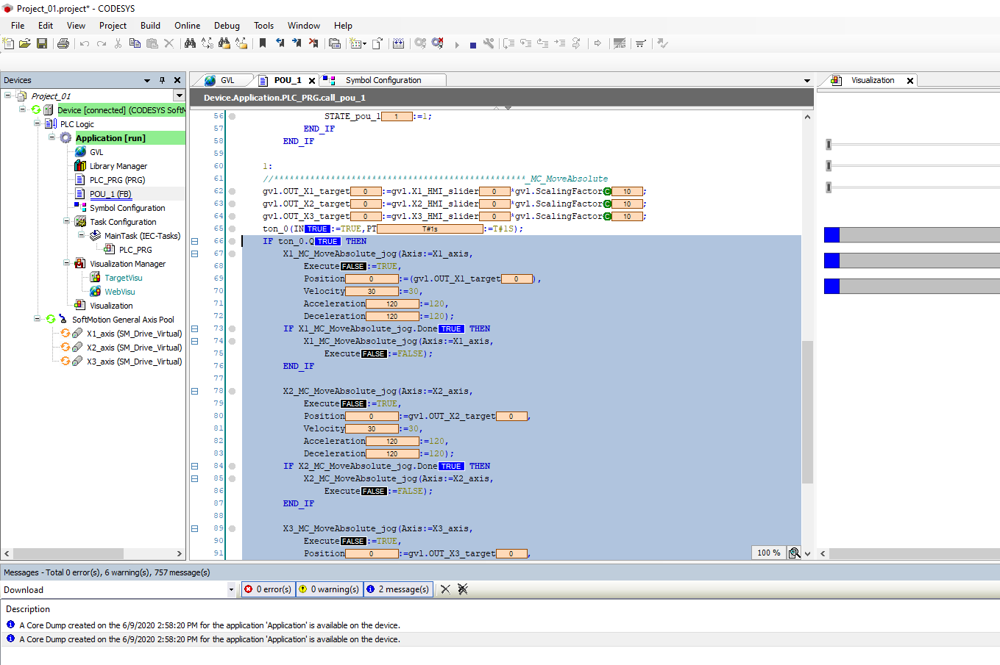 Project_01.project* - CODESYS
File Edit View Project Build Online Debug Tools Window Help
Devices
Project_01
Device [connected] (CODESYS SoftM
PLC Logic
Application [run]
GVL
Library Manager
PLC_PRG (PRG)
POU_1 (FB)
Symbol Configuration
Task Configuration
MainTask (IEC-Tasks)
PLC_PRG
Visualization Manager
TargetVisu
WebVisu
Visualization
SoftMotion General Axis Pool
X1_axis (SM_Drive_Virtual)
X2_axis (SM_Drive_Virtual)
X3_axis (SM_Drive_Virtual)
GVL POU_1 Symbol Configuration
Device.Application.PLC_PRG.call_pou_1
56 STATE_pou_1 1 :=1;
57 END_IF
58 END_IF
59
60 1:
61 //*************************************************_MC_MoveAbsolute
62 gvl.OUT_X1_target 0 :=gvl.X1_HMI_slider 0 *gvl.ScalingFactor C 10 ;
63 gvl.OUT_X2_target 0 :=gvl.X2_HMI_slider 0 *gvl.ScalingFactor C 10 ;
64 gvl.OUT_X3_target 0 :=gvl.X3_HMI_slider 0 *gvl.ScalingFactor C 10 ;
65 ton_0(IN TRUE :=TRUE,PT T#1s :=T#1S);
66 IF ton_0.Q TRUE THEN
67 X1_MC_MoveAbsolute_jog(Axis:=X1_axis,
68 Execute FALSE :=TRUE,
69 Position 0 :=(gvl.OUT_X1_target 0 ),
70 Velocity 30 :=30,
71 Acceleration 120 :=120,
72 Deceleration 120 :=120);
73 IF X1_MC_MoveAbsolute_jog.Done TRUE THEN
74 X1_MC_MoveAbsolute_jog(Axis:=X1_axis,
75 Execute FALSE :=FALSE);
76 END_IF
77
78 X2_MC_MoveAbsolute_jog(Axis:=X2_axis,
79 Execute FALSE :=TRUE,
80 Position 0 :=gvl.OUT_X2_target 0 ,
81 Velocity 30 :=30,
82 Acceleration 120 :=120,
83 Deceleration 120 :=120);
84 IF X2_MC_MoveAbsolute_jog.Done TRUE THEN
85 X2_MC_MoveAbsolute_jog(Axis:=X2_axis,
86 Execute FALSE :=FALSE);
87 END_IF
88
89 X3_MC_MoveAbsolute_jog(Axis:=X3_axis,
90 Execute FALSE :=TRUE,
91 Position 0 :=gvl.OUT_X3_target 0 ,
100 %
Visualization
Messages - Total 0 error(s), 6 warning(s), 757 message(s)
Download 0 error(s) 0 warning(s) 2 message(s)
Description
A Core Dump created on the 6/9/2020 2:58:20 PM for the application 'Application' is available on the device.
A Core Dump created on the 6/9/2020 2:58:20 PM for the application 'Application' is available on the device.